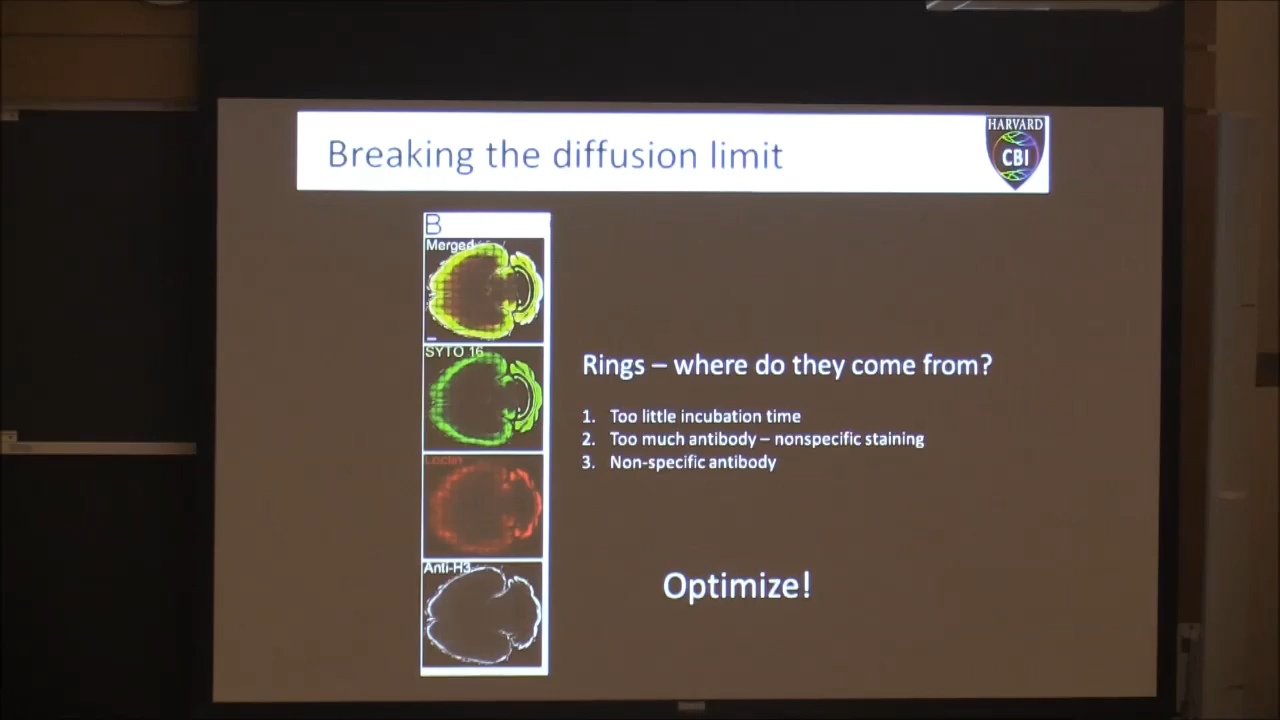 Breaking the diffusion limit
HARVARD
CBI
B
Merged
SYTO 16
Lectin
Anti-H3
Rings – where do they come from?
1. Too little incubation time
2. Too much antibody – nonspecific staining
3. Non-specific antibody
Optimize!